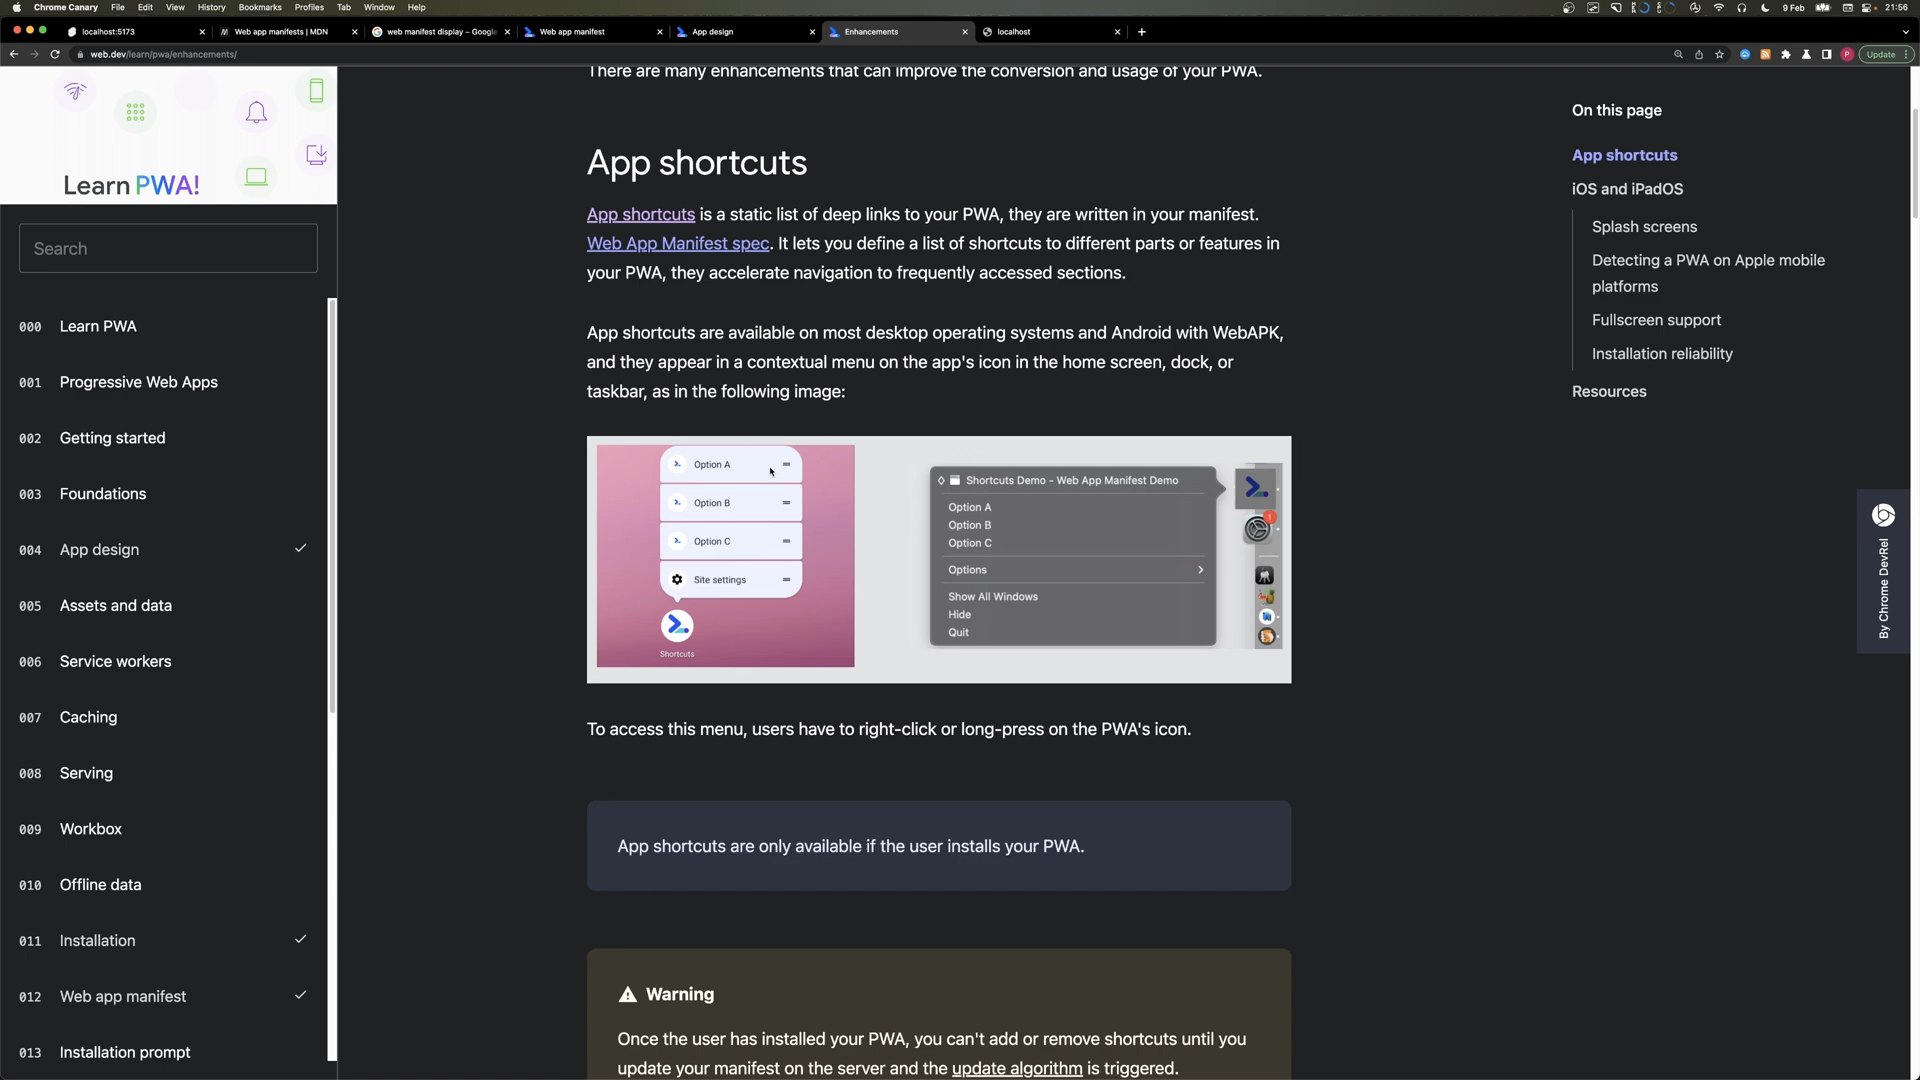 Chrome Canary File Edit View History Bookmarks Profiles Tab Window Help 9 Feb 21:56
localhost:5173 Web app manifests | MDN web manifest display – Google Web app manifest App design Enhancements localhost
web.dev/learn/pwa/enhancements/ P Update
Learn PWA!
Search
000 Learn PWA
001 Progressive Web Apps
002 Getting started
003 Foundations
004 App design
005 Assets and data
006 Service workers
007 Caching
008 Serving
009 Workbox
010 Offline data
011 Installation
012 Web app manifest
013 Installation prompt
There are many enhancements that can improve the conversion and usage of your PWA.
App shortcuts
App shortcuts is a static list of deep links to your PWA, they are written in your manifest.
Web App Manifest spec. It lets you define a list of shortcuts to different parts or features in
your PWA, they accelerate navigation to frequently accessed sections.
App shortcuts are available on most desktop operating systems and Android with WebAPK,
and they appear in a contextual menu on the app's icon in the home screen, dock, or
taskbar, as in the following image:
Option A
Option B
Option C
Site settings
Shortcuts
Shortcuts Demo - Web App Manifest Demo
Option A
Option B
Option C
Options
Show All Windows
Hide
Quit
1
To access this menu, users have to right-click or long-press on the PWA's icon.
App shortcuts are only available if the user installs your PWA.
Warning
Once the user has installed your PWA, you can't add or remove shortcuts until you
update your manifest on the server and the update algorithm is triggered.
On this page
App shortcuts
iOS and iPadOS
Splash screens
Detecting a PWA on Apple mobile
platforms
Fullscreen support
Installation reliability
Resources
By Chrome DevRel